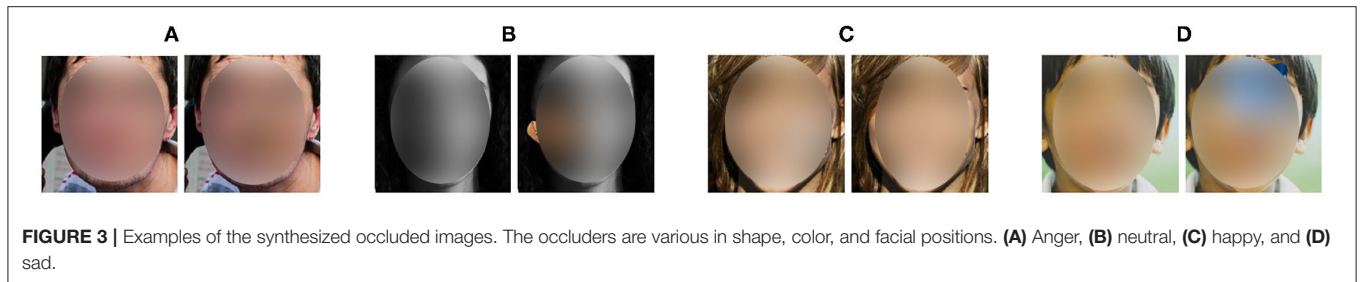 A B C D
FIGURE 3 | Examples of the synthesized occluded images. The occluders are various in shape, color, and facial positions. (A) Anger, (B) neutral, (C) happy, and (D)
sad.